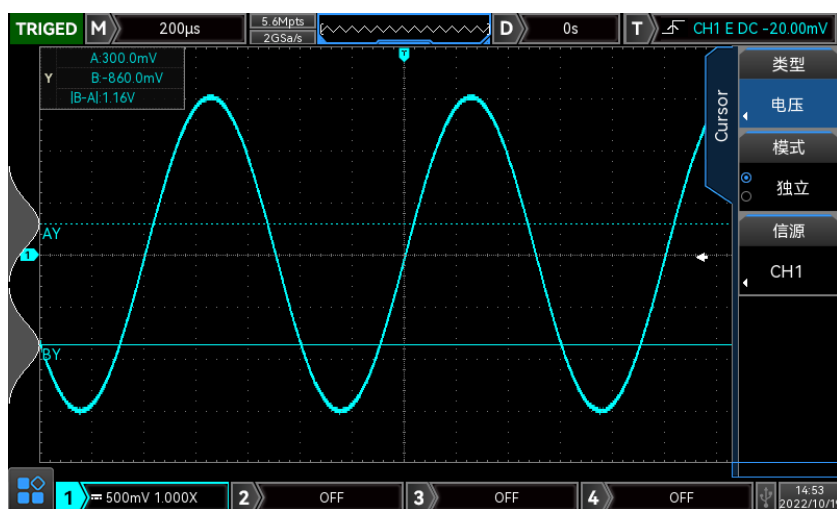 TRIGED M 200μs 5.6Mpts D 0s T CH1 E DC -20.00mV
2GSa/s
T
A:300.0mV
Y B:-860.0mV
|B-A|:1.16V
Cursor
类型
电压
模式
独立
信源
CH1
AY
1
BY
1 500mV 1.000X 2 OFF 3 OFF 4 OFF 14:53
2022/10/19